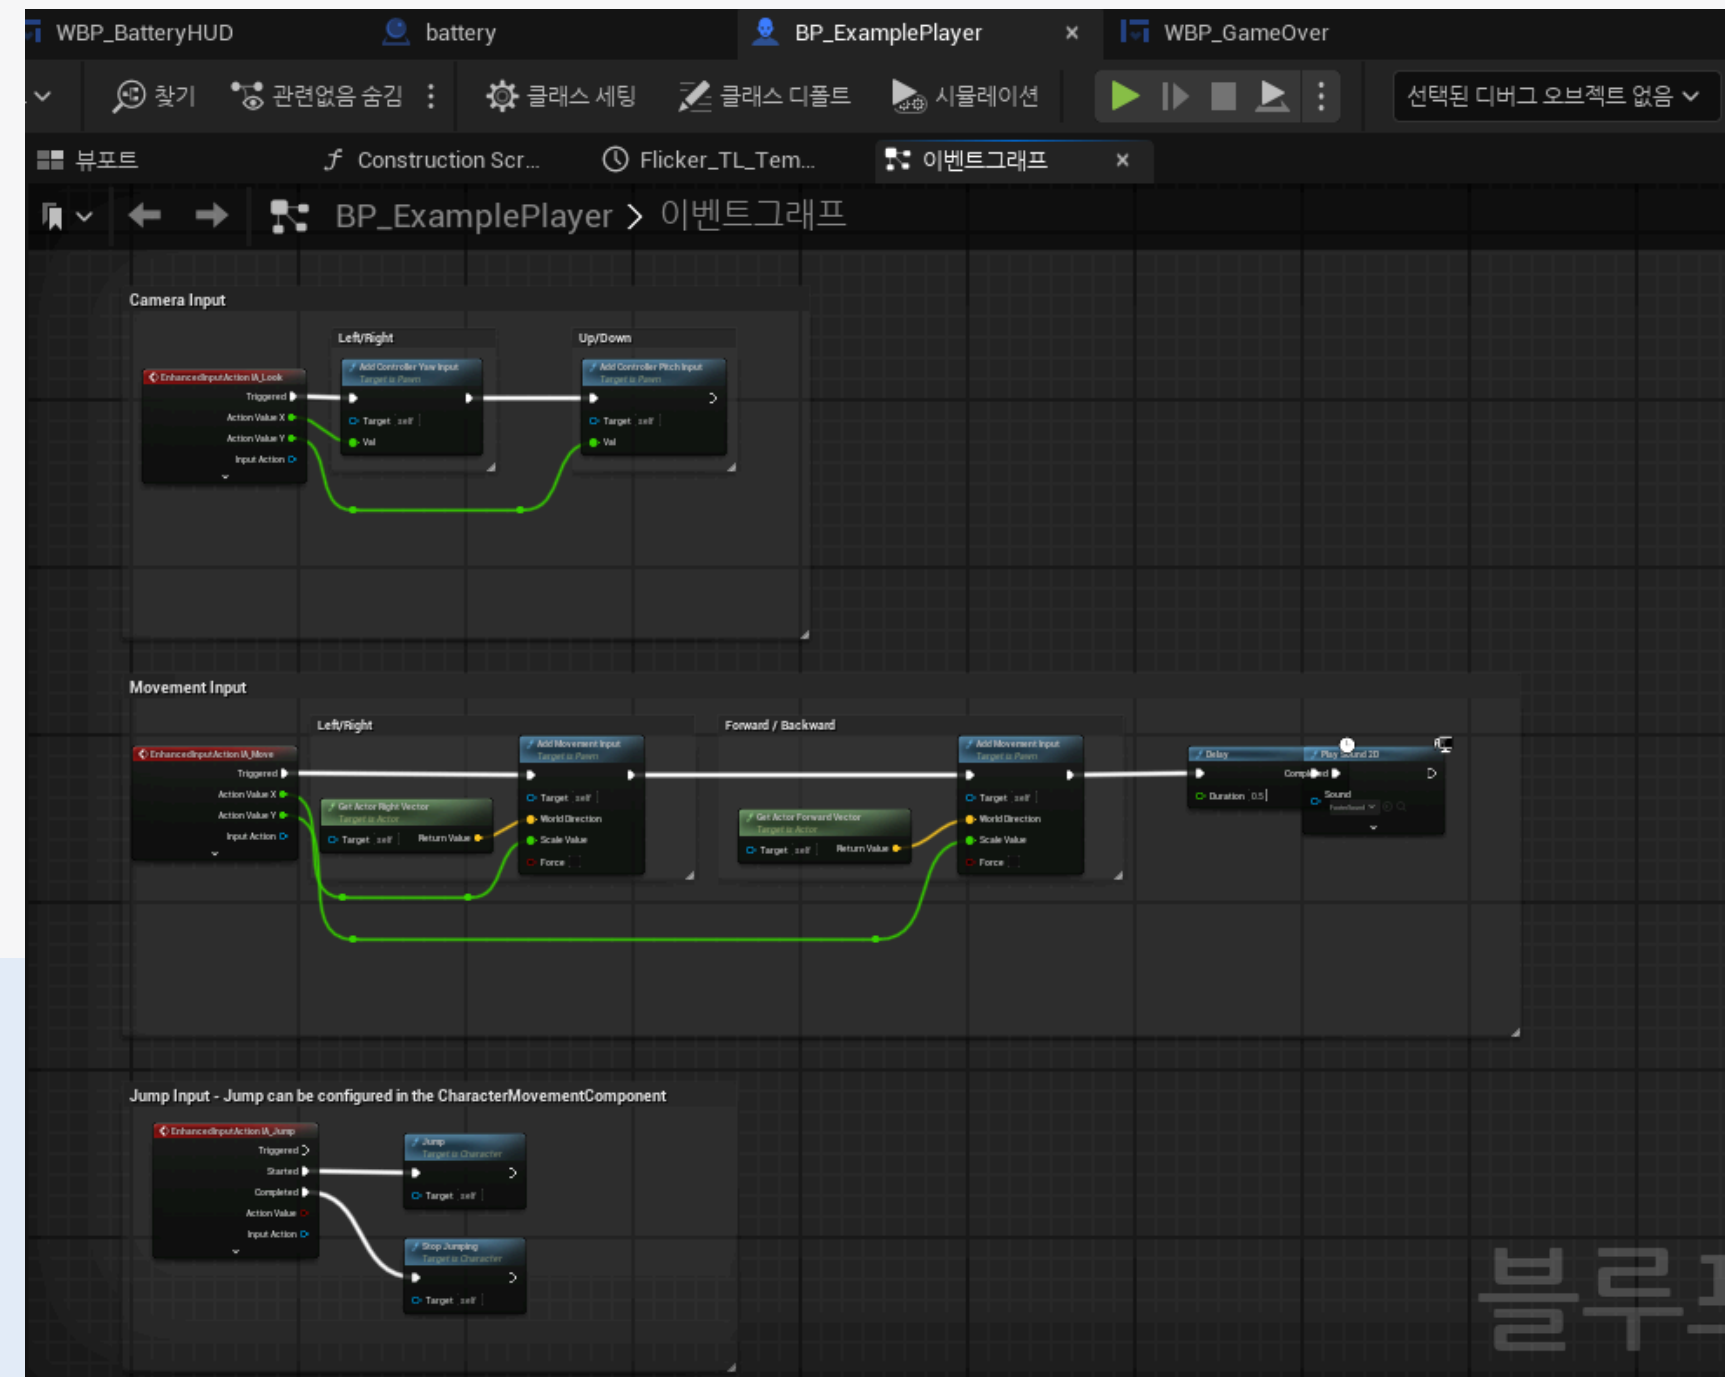 WBP_BatteryHUD
battery
BP_ExamplePlayer
WBP_GameOver
찾기
관련없음 숨김
클래스 세팅
클래스 디폴트
시뮬레이션
선택된 디버그 오브젝트 없음
뷰포트
Construction Scr...
Flicker_TL_Tem...
이벤트그래프
BP_ExamplePlayer > 이벤트그래프
Camera Input
Left/Right
Up/Down
EnhancedInputAction IA_Look
Triggered
Action Value X
Action Value Y
Input Action
Add Controller Yaw Input
Target is Pawn
Target self
Val
Add Controller Pitch Input
Target is Pawn
Target self
Val
Movement Input
Left/Right
Forward / Backward
EnhancedInputAction IA_Move
Triggered
Action Value X
Action Value Y
Input Action
Get Actor Right Vector
Target is Actor
Target self
Return Value
Add Movement Input
Target is Pawn
Target self
World Direction
Scale Value
Force
Get Actor Forward Vector
Target is Actor
Target self
Return Value
Add Movement Input
Target is Pawn
Target self
World Direction
Scale Value
Force
Delay
Completed
Duration 0.5
Play Sound 2D
Sound
Jump Input - Jump can be configured in the CharacterMovementComponent
EnhancedInputAction IA_Jump
Triggered
Started
Completed
Action Value
Input Action
Jump
Target is Character
Target self
Stop Jumping
Target is Character
Target self
블루